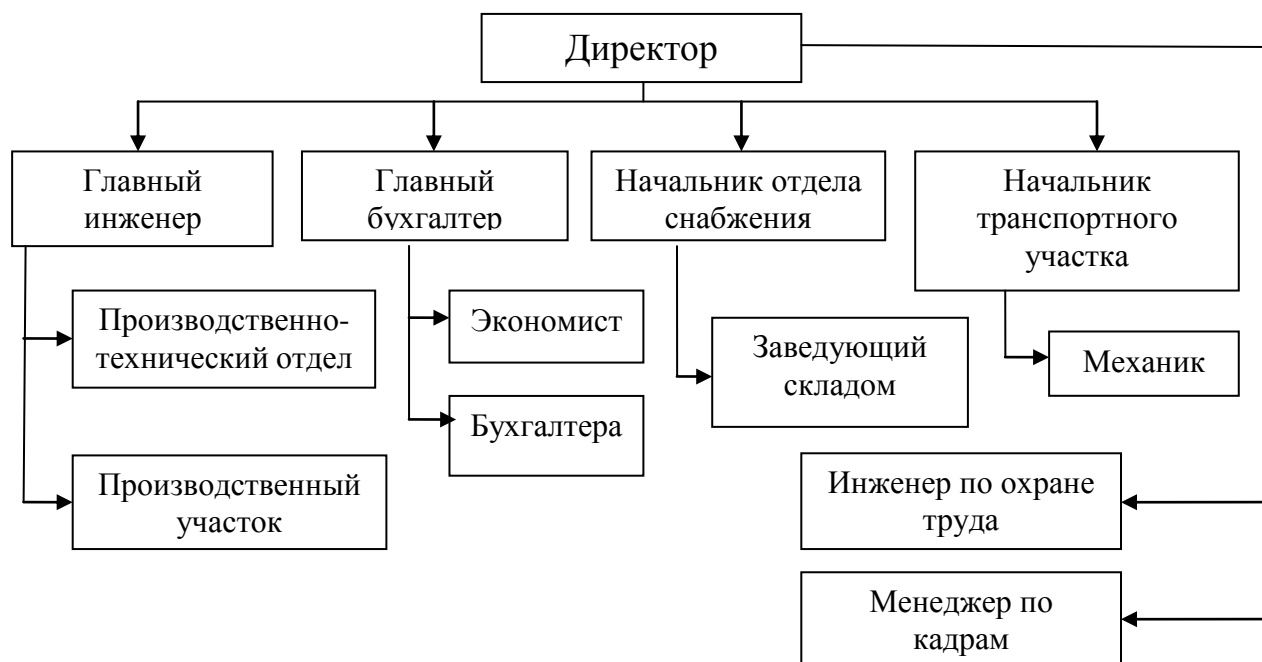 Директор
Главный
инженер
Главный
бухгалтер
Начальник отдела
снабжения
Начальник
транспортного
участка
Производственно-
технический отдел
Экономист
Заведующий
складом
Механик
Бухгалтера
Производственный
участок
Инженер по охране
труда
Менеджер по
кадрам